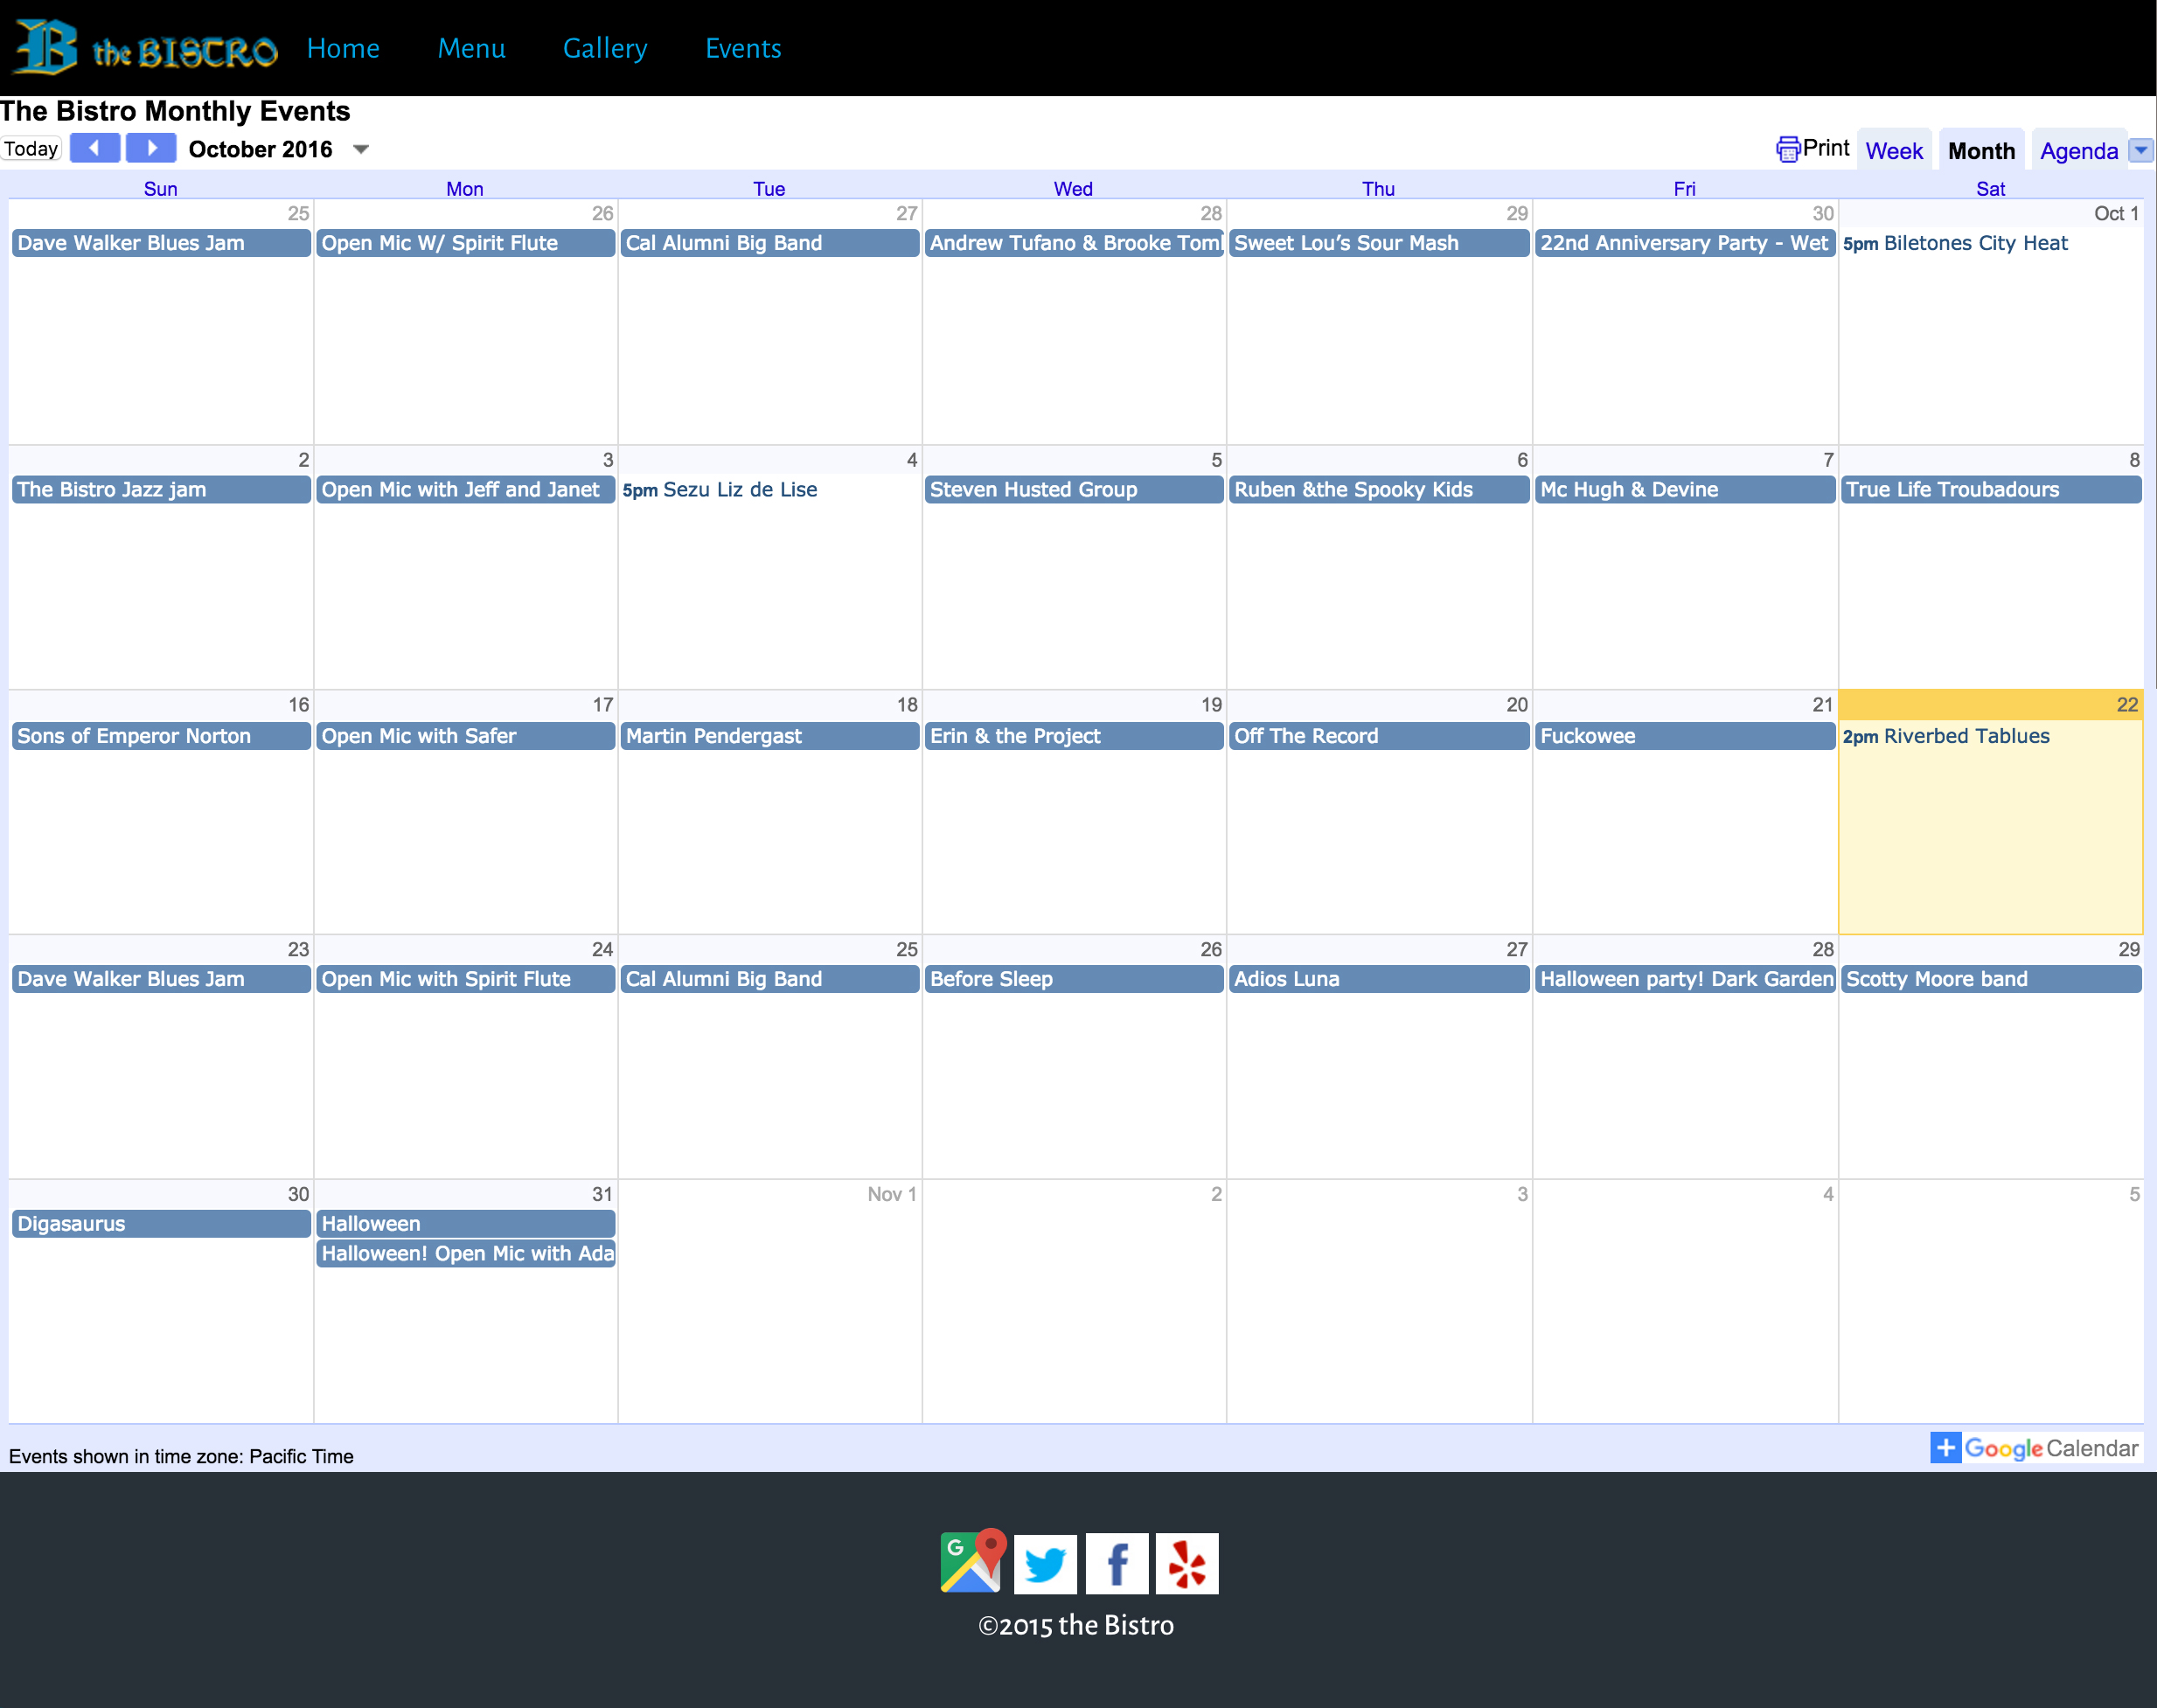 B the BISTRO Home Menu Gallery Events
The Bistro Monthly Events
Today October 2016 Print Week Month Agenda
Sun Mon Tue Wed Thu Fri Sat
25 26 27 28 29 30 Oct 1
Dave Walker Blues Jam Open Mic W/ Spirit Flute Cal Alumni Big Band Andrew Tufano & Brooke Sweet Lou's Sour Mash 22nd Anniversary Party - Wet 5pm Biletones City Heat
2 3 4 5 6 7 8
The Bistro Jazz jam Open Mic with Jeff and Janet 5pm Sezu Liz de Lise Steven Husted Group Ruben &the Spooky Kids Mc Hugh & Devine True Life Troubadours
16 17 18 19 20 21 22
Sons of Emperor Norton Open Mic with Safer Martin Pendergast Erin & the Project Off The Record Fuckowee 2pm Riverbed Tablues
23 24 25 26 27 28 29
Dave Walker Blues Jam Open Mic with Spirit Flute Cal Alumni Big Band Before Sleep Adios Luna Halloween party! Dark Garden Scotty Moore band
30 31 Nov 1 2 3 4 5
Digasaurus Halloween
Halloween! Open Mic with Ada
Events shown in time zone: Pacific Time + Google Calendar
G f
©2015 the Bistro